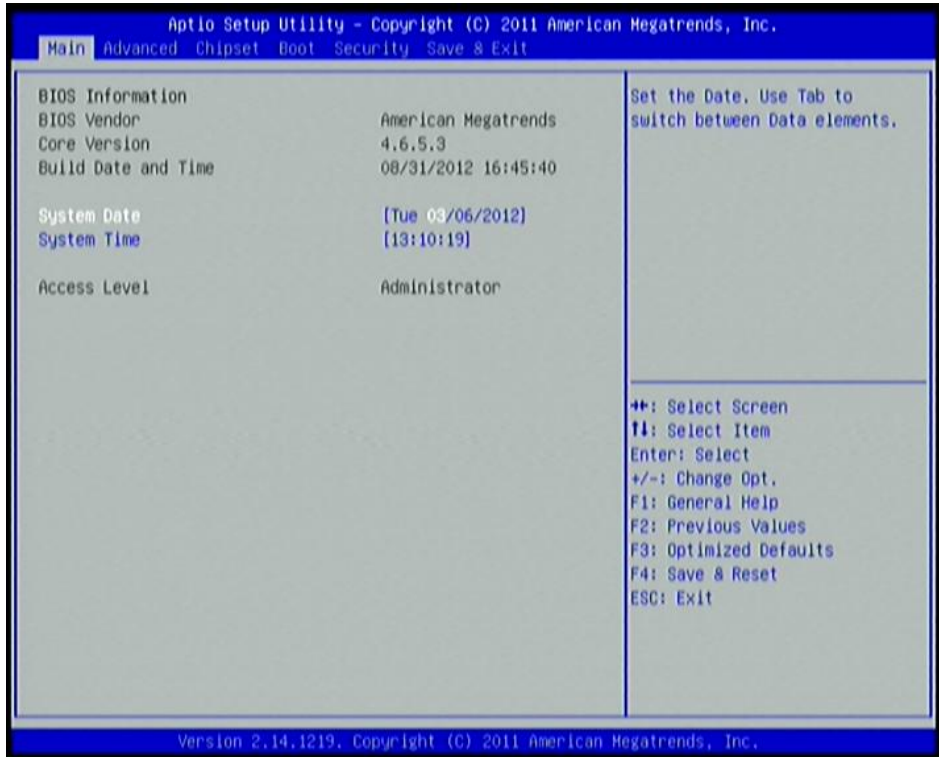 Aptio Setup Utility - Copyright (C) 2011 American Megatrends, Inc.
Main Advanced Chipset Boot Security Save & Exit
BIOS Information
BIOS Vendor American Megatrends
Core Version 4.6.5.3
Build Date and Time 08/31/2012 16:45:40
System Date [Tue 03/06/2012]
System Time [13:10:19]
Access Level Administrator
Set the Date. Use Tab to
switch between Data elements.
→←: Select Screen
↑↓: Select Item
Enter: Select
+/-: Change Opt.
F1: General Help
F2: Previous Values
F3: Optimized Defaults
F4: Save & Reset
ESC: Exit
Version 2.14.1219. Copyright (C) 2011 American Megatrends, Inc.